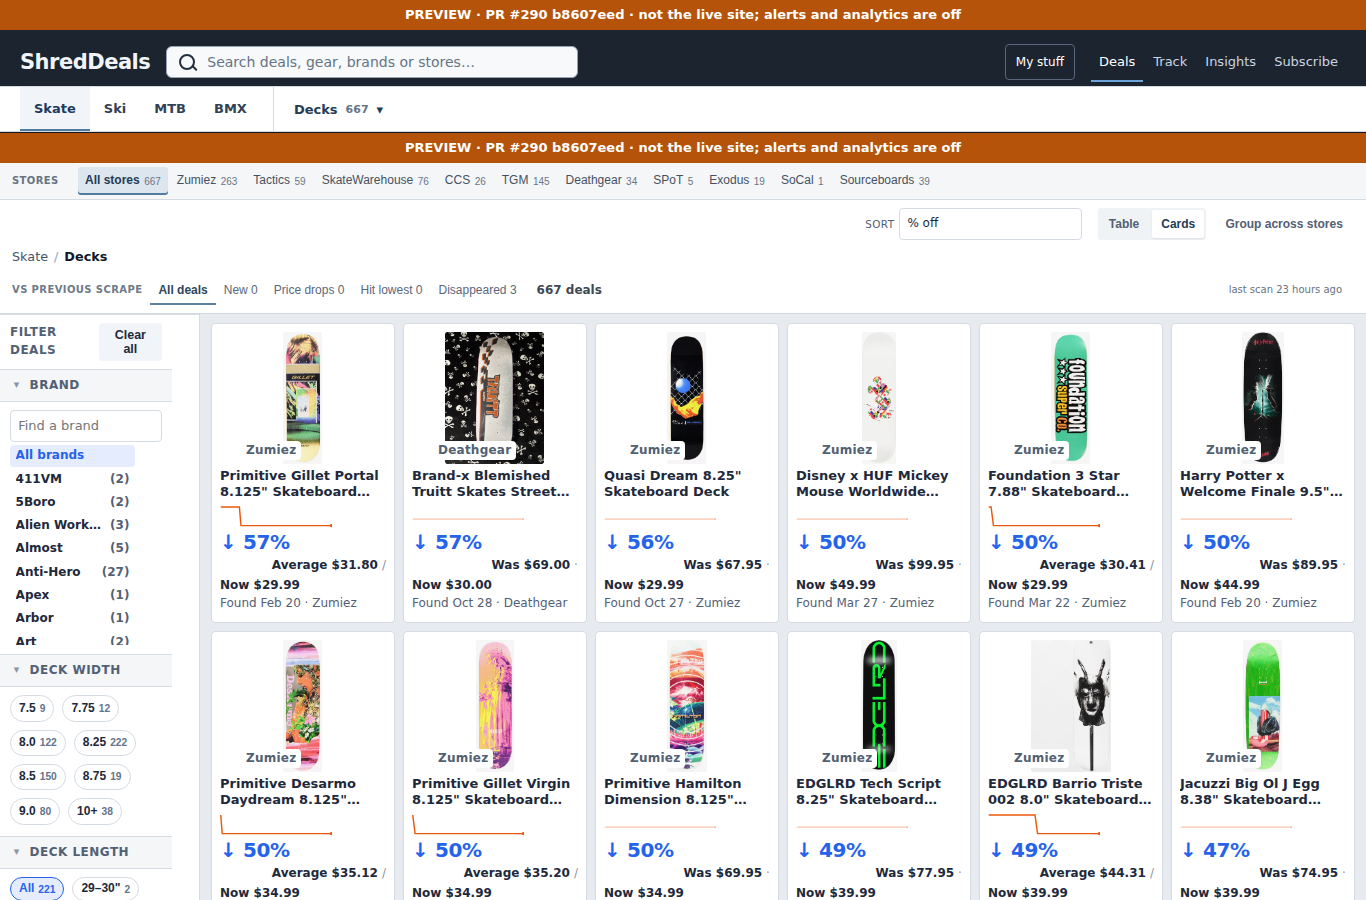 PREVIEW · PR #290 b8607eed · not the live site; alerts and analytics are off
ShredDeals
Search deals, gear, brands or stores…
My stuff
Deals
Track
Insights
Subscribe
Skate
Ski
MTB
BMX
Decks 667 ▾
PREVIEW · PR #290 b8607eed · not the live site; alerts and analytics are off
STORES
All stores 667
Zumiez 263
Tactics 59
SkateWarehouse 76
CCS 26
TGM 145
Deathgear 34
SPoT 5
Exodus 19
SoCal 1
Sourceboards 39
SORT
% off
Table
Cards
Group across stores
Skate / Decks
VS PREVIOUS SCRAPE
All deals
New 0
Price drops 0
Hit lowest 0
Disappeared 3
667 deals
last scan 23 hours ago
FILTER
DEALS
Clear
all
▾ BRAND
Find a brand
All brands
411VM (2)
5Boro (2)
Alien Work… (3)
Almost (5)
Anti-Hero (27)
Apex (1)
Arbor (1)
Art (2)
▾ DECK WIDTH
7.5 9
7.75 12
8.0 122
8.25 222
8.5 150
8.75 19
9.0 80
10+ 38
▾ DECK LENGTH
All 221
29–30" 2
GILLET
Zumiez
Primitive Gillet Portal
8.125" Skateboard…
↓ 57%
Average $31.80 /
Now $29.99
Found Feb 20 · Zumiez
TRUITT
Deathgear
Brand-x Blemished
Truitt Skates Street…
↓ 57%
Was $69.00 ·
Now $30.00
Found Oct 28 · Deathgear
Zumiez
Quasi Dream 8.25"
Skateboard Deck
↓ 56%
Was $67.95 ·
Now $29.99
Found Oct 27 · Zumiez
Zumiez
Disney x HUF Mickey
Mouse Worldwide…
↓ 50%
Was $99.95 ·
Now $49.99
Found Mar 27 · Zumiez
foundation
SUPER CO.
Zumiez
Foundation 3 Star
7.88" Skateboard…
↓ 50%
Average $30.41 /
Now $29.99
Found Mar 22 · Zumiez
Zumiez
Harry Potter x
Welcome Finale 9.5"…
↓ 50%
Was $89.95 ·
Now $44.99
Found Feb 20 · Zumiez
Zumiez
Primitive Desarmo
Daydream 8.125"…
↓ 50%
Average $35.12 /
Now $34.99
Zumiez
Primitive Gillet Virgin
8.125" Skateboard…
↓ 50%
Average $35.20 /
Now $34.99
Zumiez
Primitive Hamilton
Dimension 8.125"…
↓ 50%
Was $69.95 ·
Now $34.99
Zumiez
EDGLRD Tech Script
8.25" Skateboard…
↓ 49%
Was $77.95 ·
Now $39.99
Zumiez
EDGLRD Barrio Triste
002 8.0" Skateboard…
↓ 49%
Average $44.31 /
Now $39.99
Zumiez
Jacuzzi Big Ol J Egg
8.38" Skateboard…
↓ 47%
Was $74.95 ·
Now $39.99